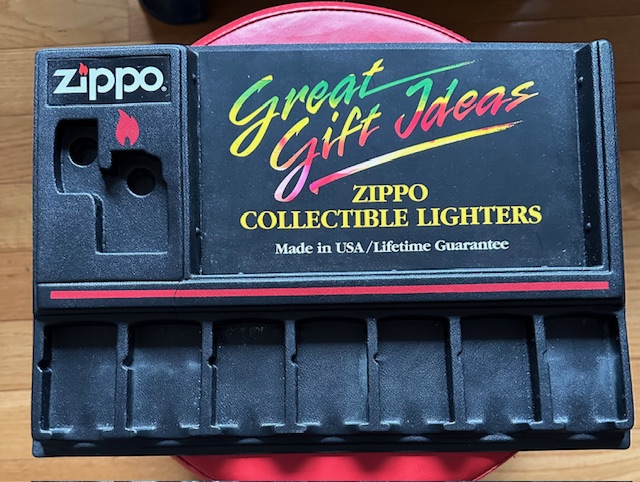 zippo®
Great
Gift Ideas
ZIPPO
COLLECTIBLE LIGHTERS
Made in USA/Lifetime Guarantee